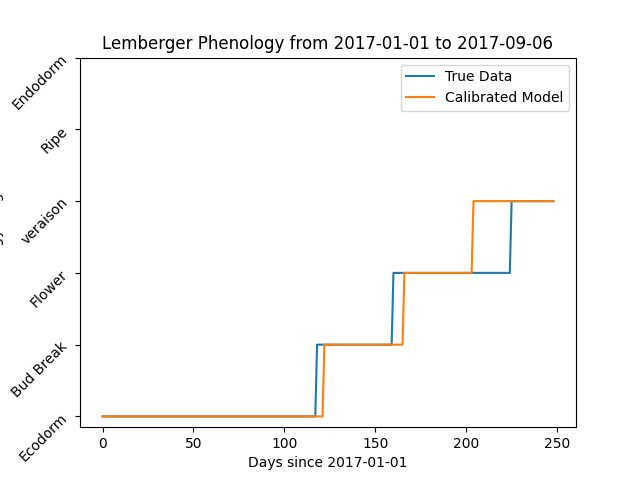 Lemberger Phenology from 2017-01-01 to 2017-09-06
True Data
Calibrated Model
Endodorm
Ripe
veraison
Flower
Bud Break
Ecodorm
0 50 100 150 200 250
Days since 2017-01-01